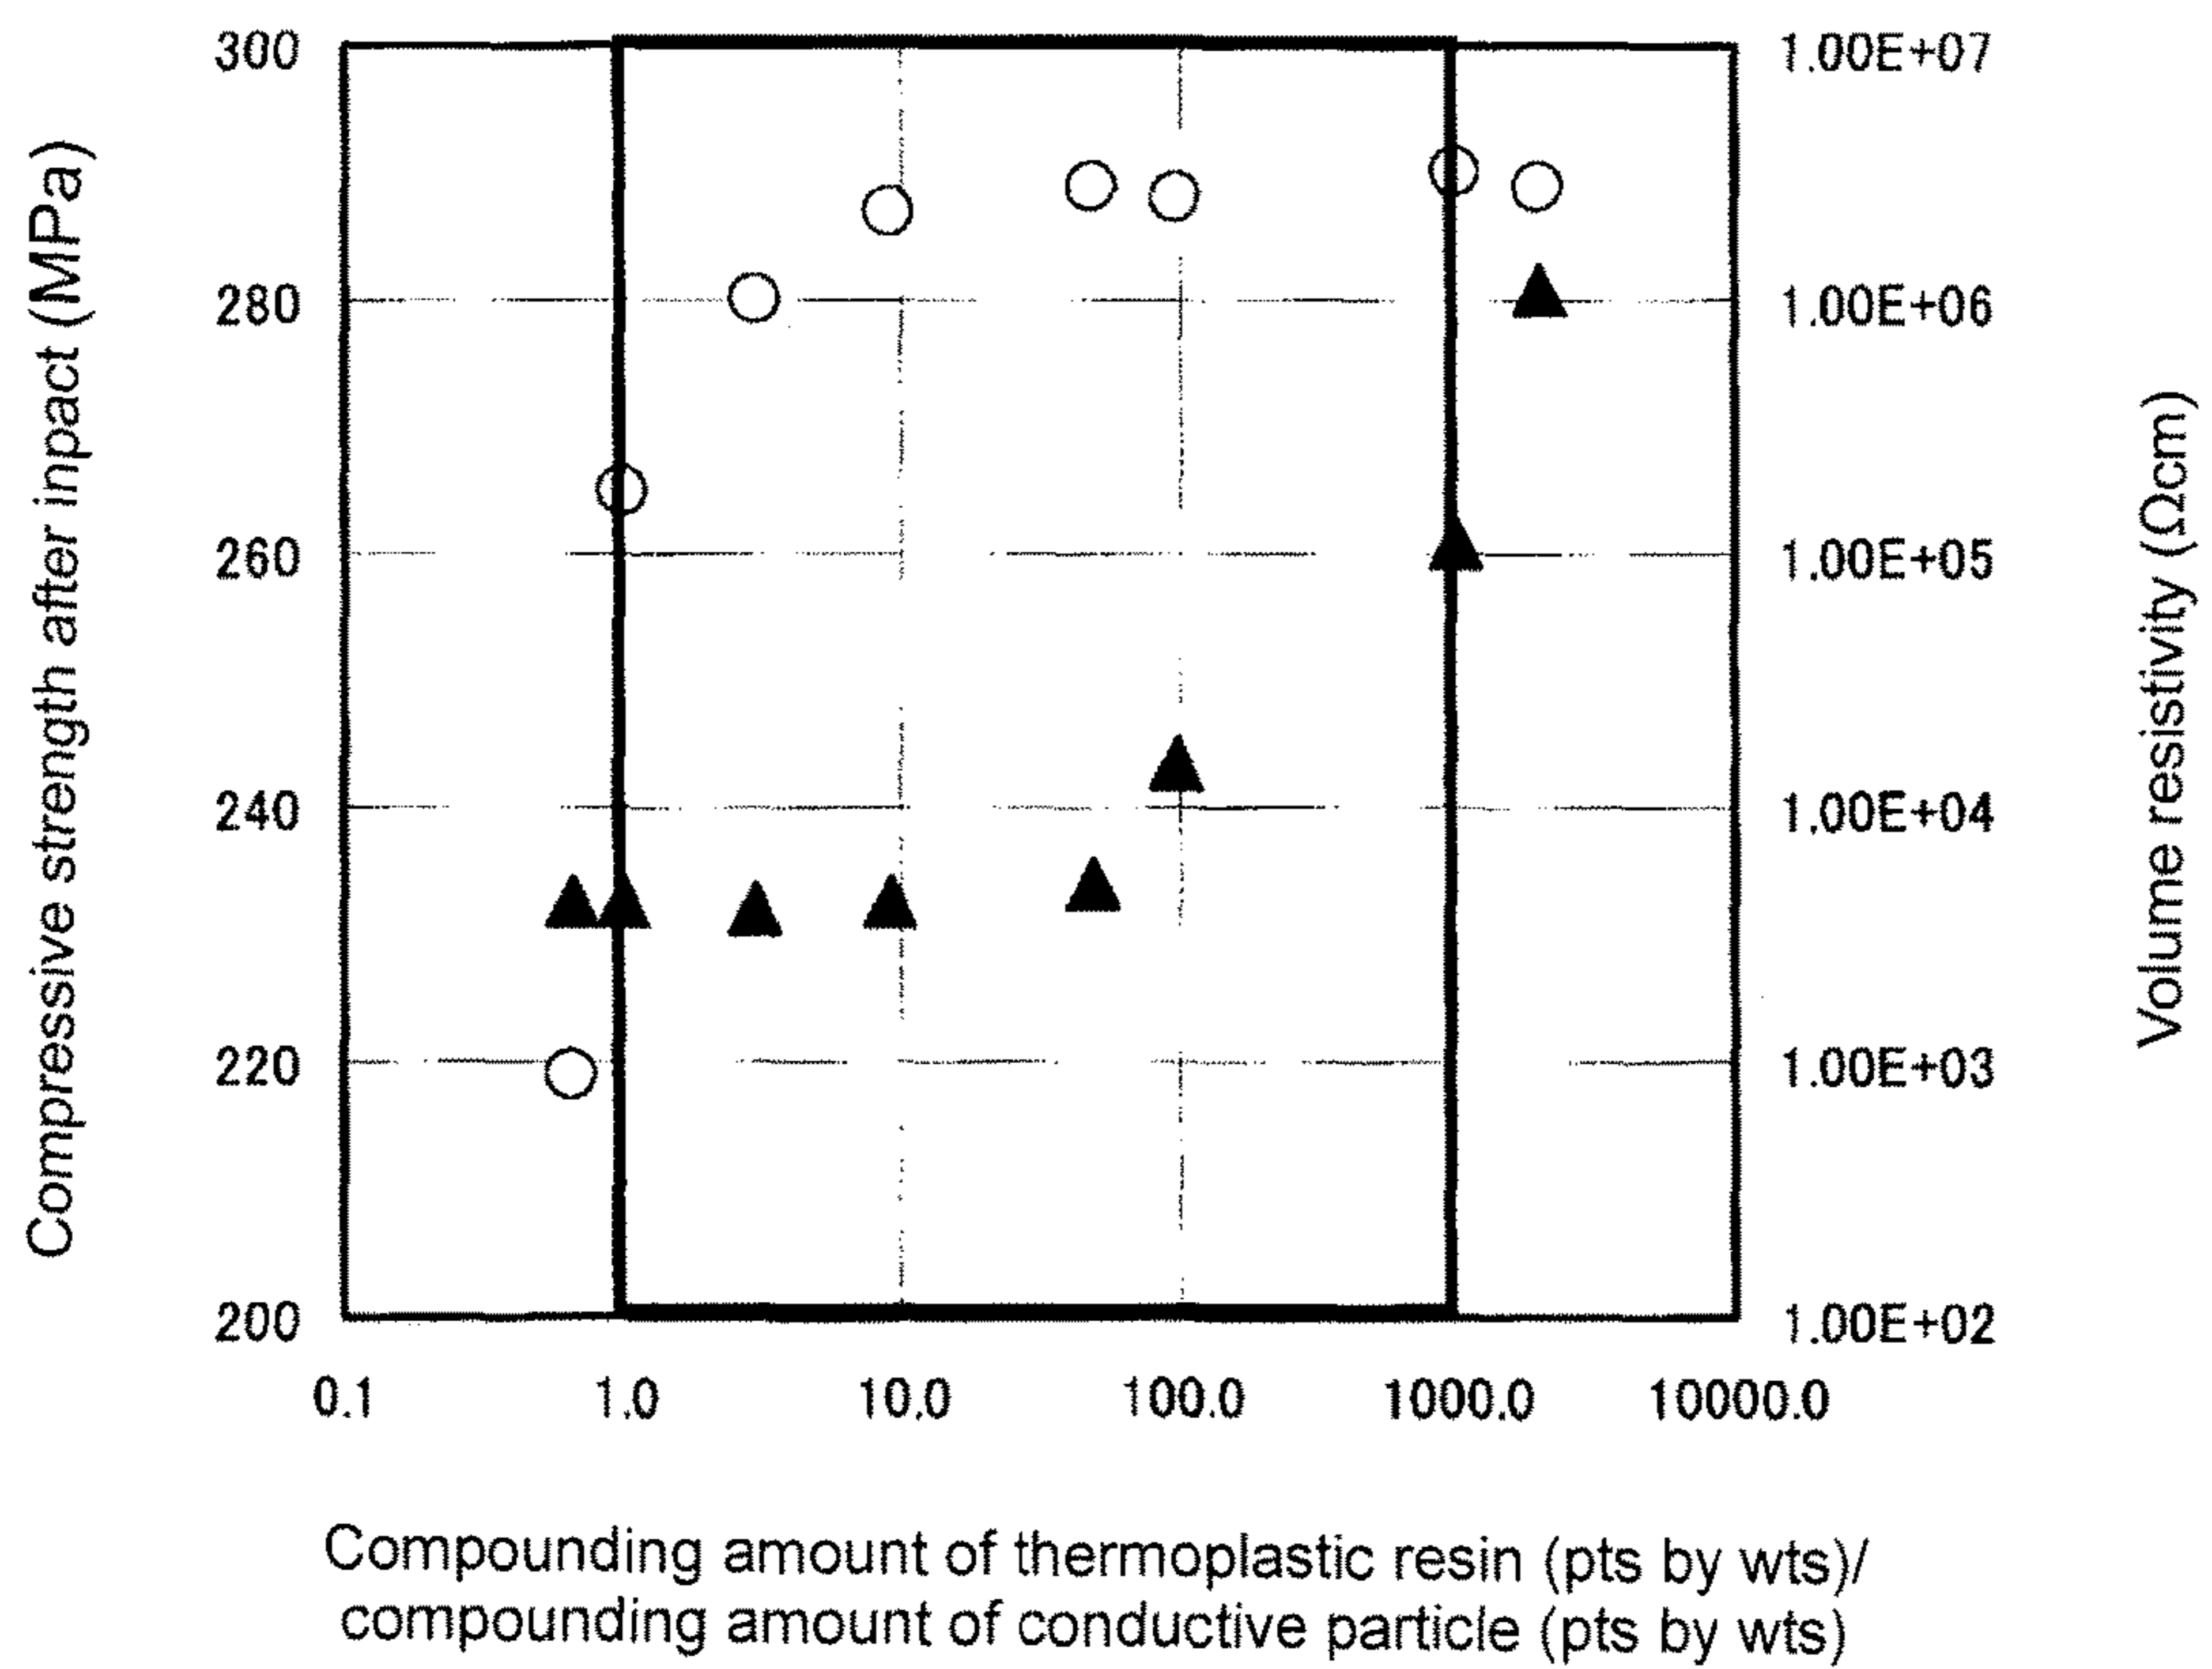 Compressive strength after inpact (MPa)
300
280
260
240
220
200
1.00E+07
1.00E+06
1.00E+05
1.00E+04
1.00E+03
1.00E+02
Volume resistivity (Ωcm)
0.1 1.0 10.0 100.0 1000.0 10000.0
Compounding amount of thermoplastic resin (pts by wts)/
compounding amount of conductive particle (pts by wts)